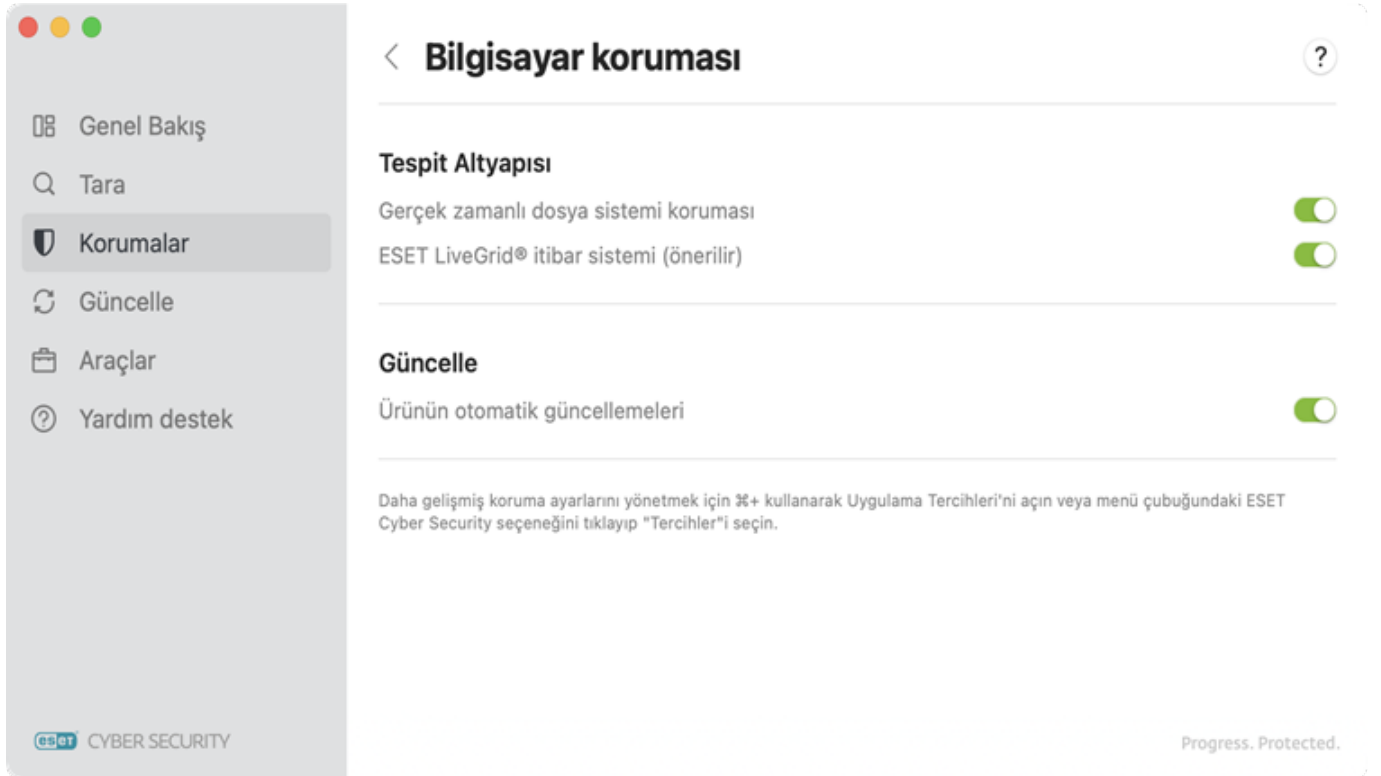 Bilgisayar koruması
?
Genel Bakış
Tara
Korumalar
Güncelle
Araçlar
Yardım destek
Tespit Altyapısı
Gerçek zamanlı dosya sistemi koruması
ESET LiveGrid® itibar sistemi (önerilir)
Güncelle
Ürünün otomatik güncellemeleri
Daha gelişmiş koruma ayarlarını yönetmek için ⌘+ kullanarak Uygulama Tercihleri'ni açın veya menü çubuğundaki ESET
Cyber Security seçeneğini tıklayıp "Tercihler"i seçin.
eset CYBER SECURITY
Progress. Protected.